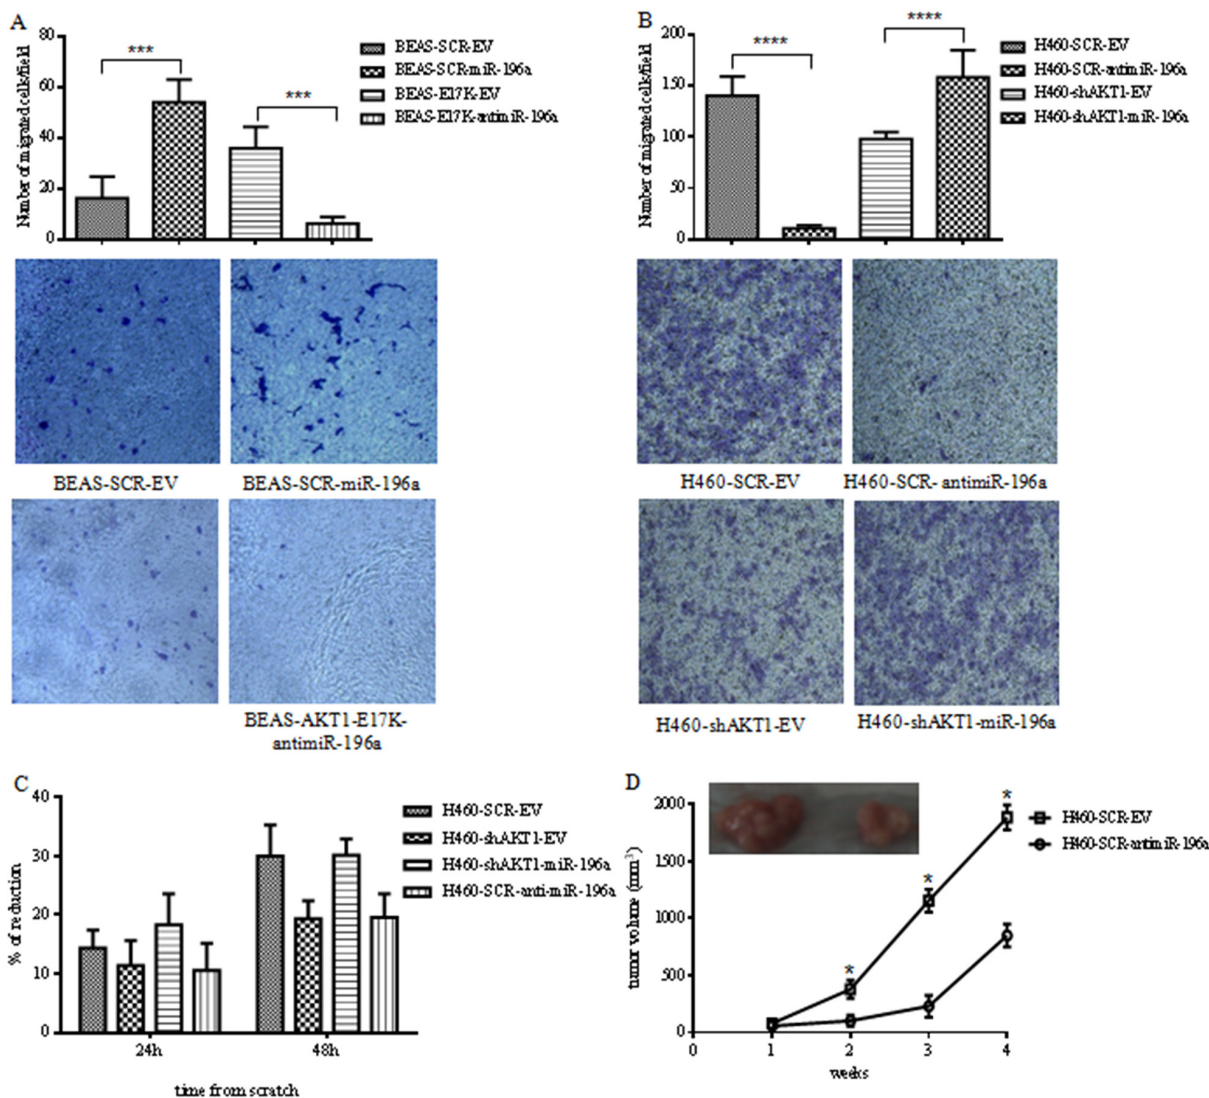 A
Number of migrated cells/field
80
60
40
20
0
***
***
BEAS-SCR-EV
BEAS-SCR-miR-196a
BEAS-E17K-EV
BEAS-E17K-antimiR-196a
B
Number of migrated cells/field
200
150
100
50
0
****
****
H460-SCR-EV
H460-SCR-antimiR-196a
H460-shAKT1-EV
H460-shAKT1-miR-196a
BEAS-SCR-EV
BEAS-SCR-miR-196a
BEAS-AKT1-E17K-
antimiR-196a
H460-SCR-EV
H460-SCR- antimiR-196a
H460-shAKT1-EV
H460-shAKT1-miR-196a
C
% of reduction
40
30
20
10
0
24h
48h
time from scratch
H460-SCR-EV
H460-shAKT1-EV
H460-shAKT1-miR-196a
H460-SCR-anti-miR-196a
D
tumor volume (mm³)
2000
1500
1000
500
0
0
1
2
3
4
weeks
*
*
*
H460-SCR-EV
H460-SCR-antimiR-196a